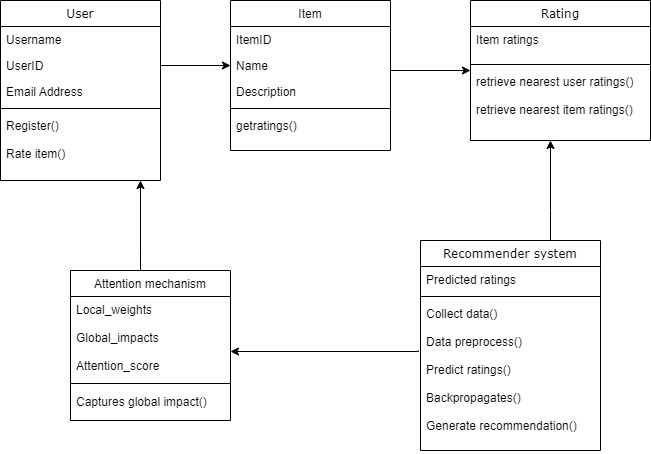 User
Username
UserID
Email Address
Register()
Rate item()
Item
ItemID
Name
Description
getratings()
Rating
Item ratings
retrieve nearest user ratings()
retrieve nearest item ratings()
Attention mechanism
Local_weights
Global_impacts
Attention_score
Captures global impact()
Recommender system
Predicted ratings
Collect data()
Data preprocess()
Predict ratings()
Backpropagates()
Generate recommendation()